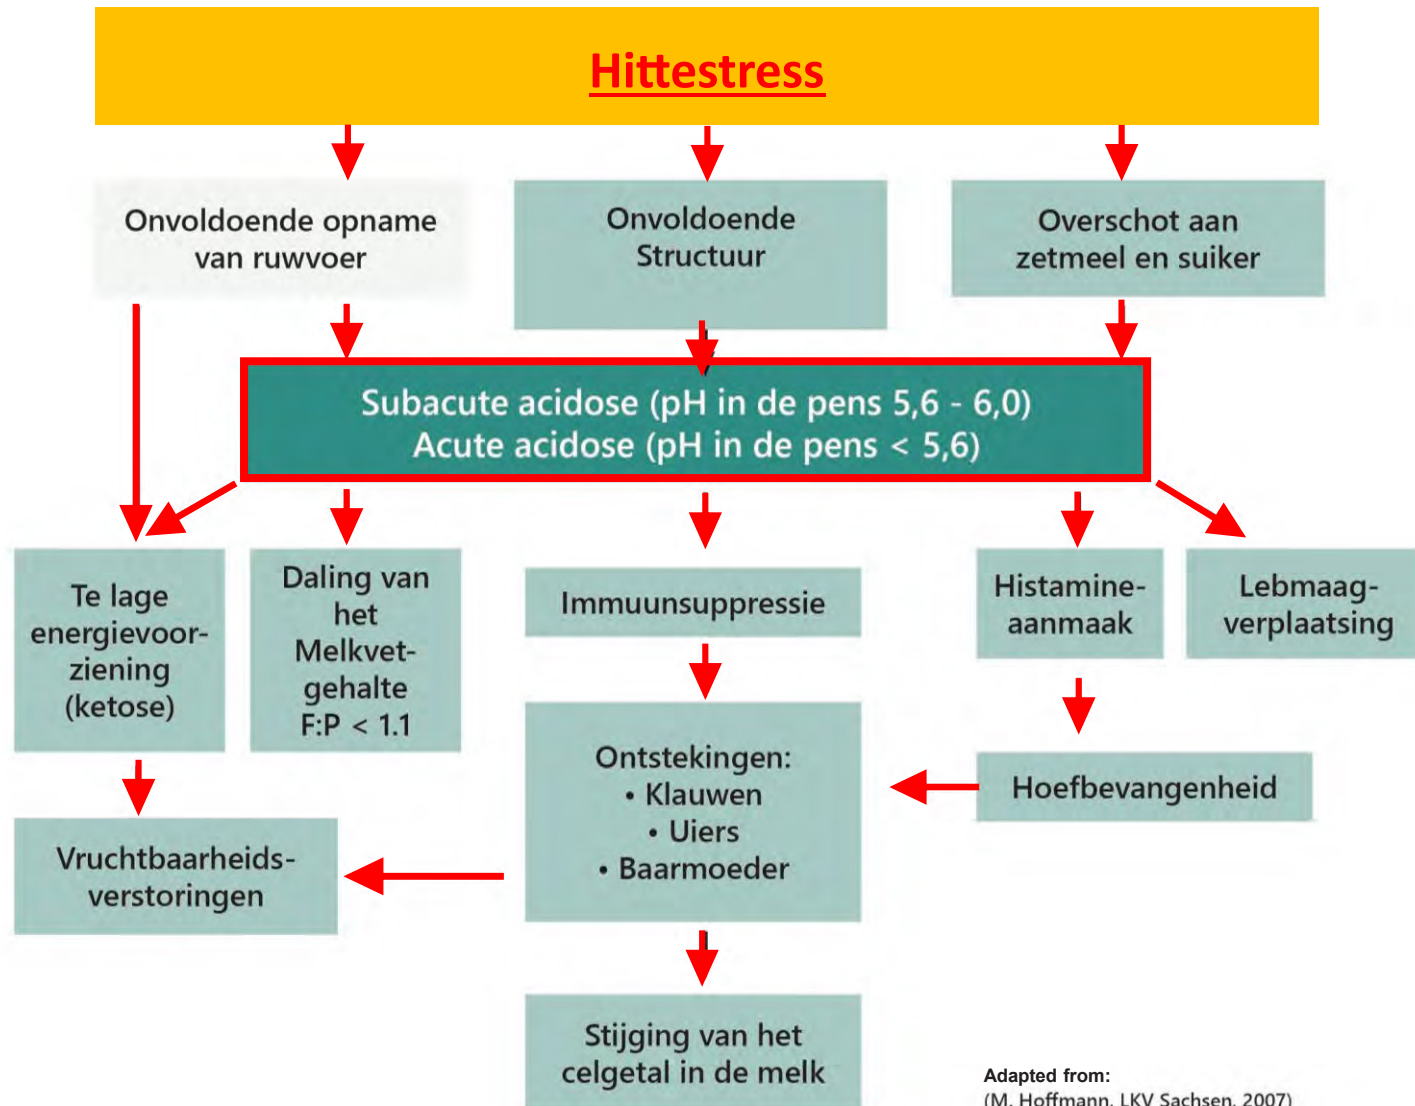 Hittestress
Onvoldoende opname
van ruwvoer
Onvoldoende
Structuur
Overschot aan
zetmeel en suiker
Subacute acidose (pH in de pens 5,6 - 6,0)
Acute acidose (pH in de pens < 5,6)
Te lage
energievoor-
ziening
(ketose)
Daling van
het
Melkvet-
gehalte
F:P < 1.1
Immuunsuppressie
Histamine-
aanmaak
Lebmaag-
verplaatsing
Ontstekingen:
• Klauwen
• Uiers
• Baarmoeder
Hoefbevangenheid
Vruchtbaarheids-
verstoringen
Stijging van het
celgetal in de melk
Adapted from:
(M. Hoffmann, LKV Sachsen, 2007)